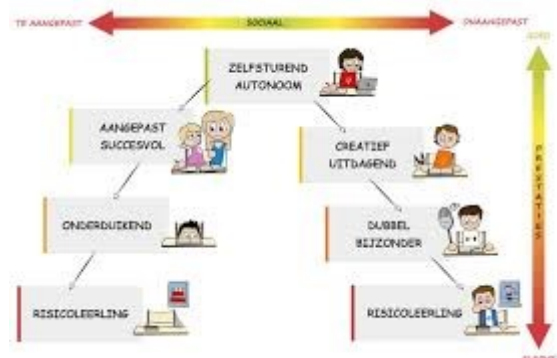 TE AANGEPAST
SOCIAAL
ONAANGEPAST
GOED
ZELFSTUREND
AUTONOOM
AANGEPAST
SUCCESVOL
CREATIEF
UITDAGEND
PRESTATIES
ONDERDUIKEND
DUBBEL
BIJZONDER
RISICOLEERLING
RISICOLEERLING